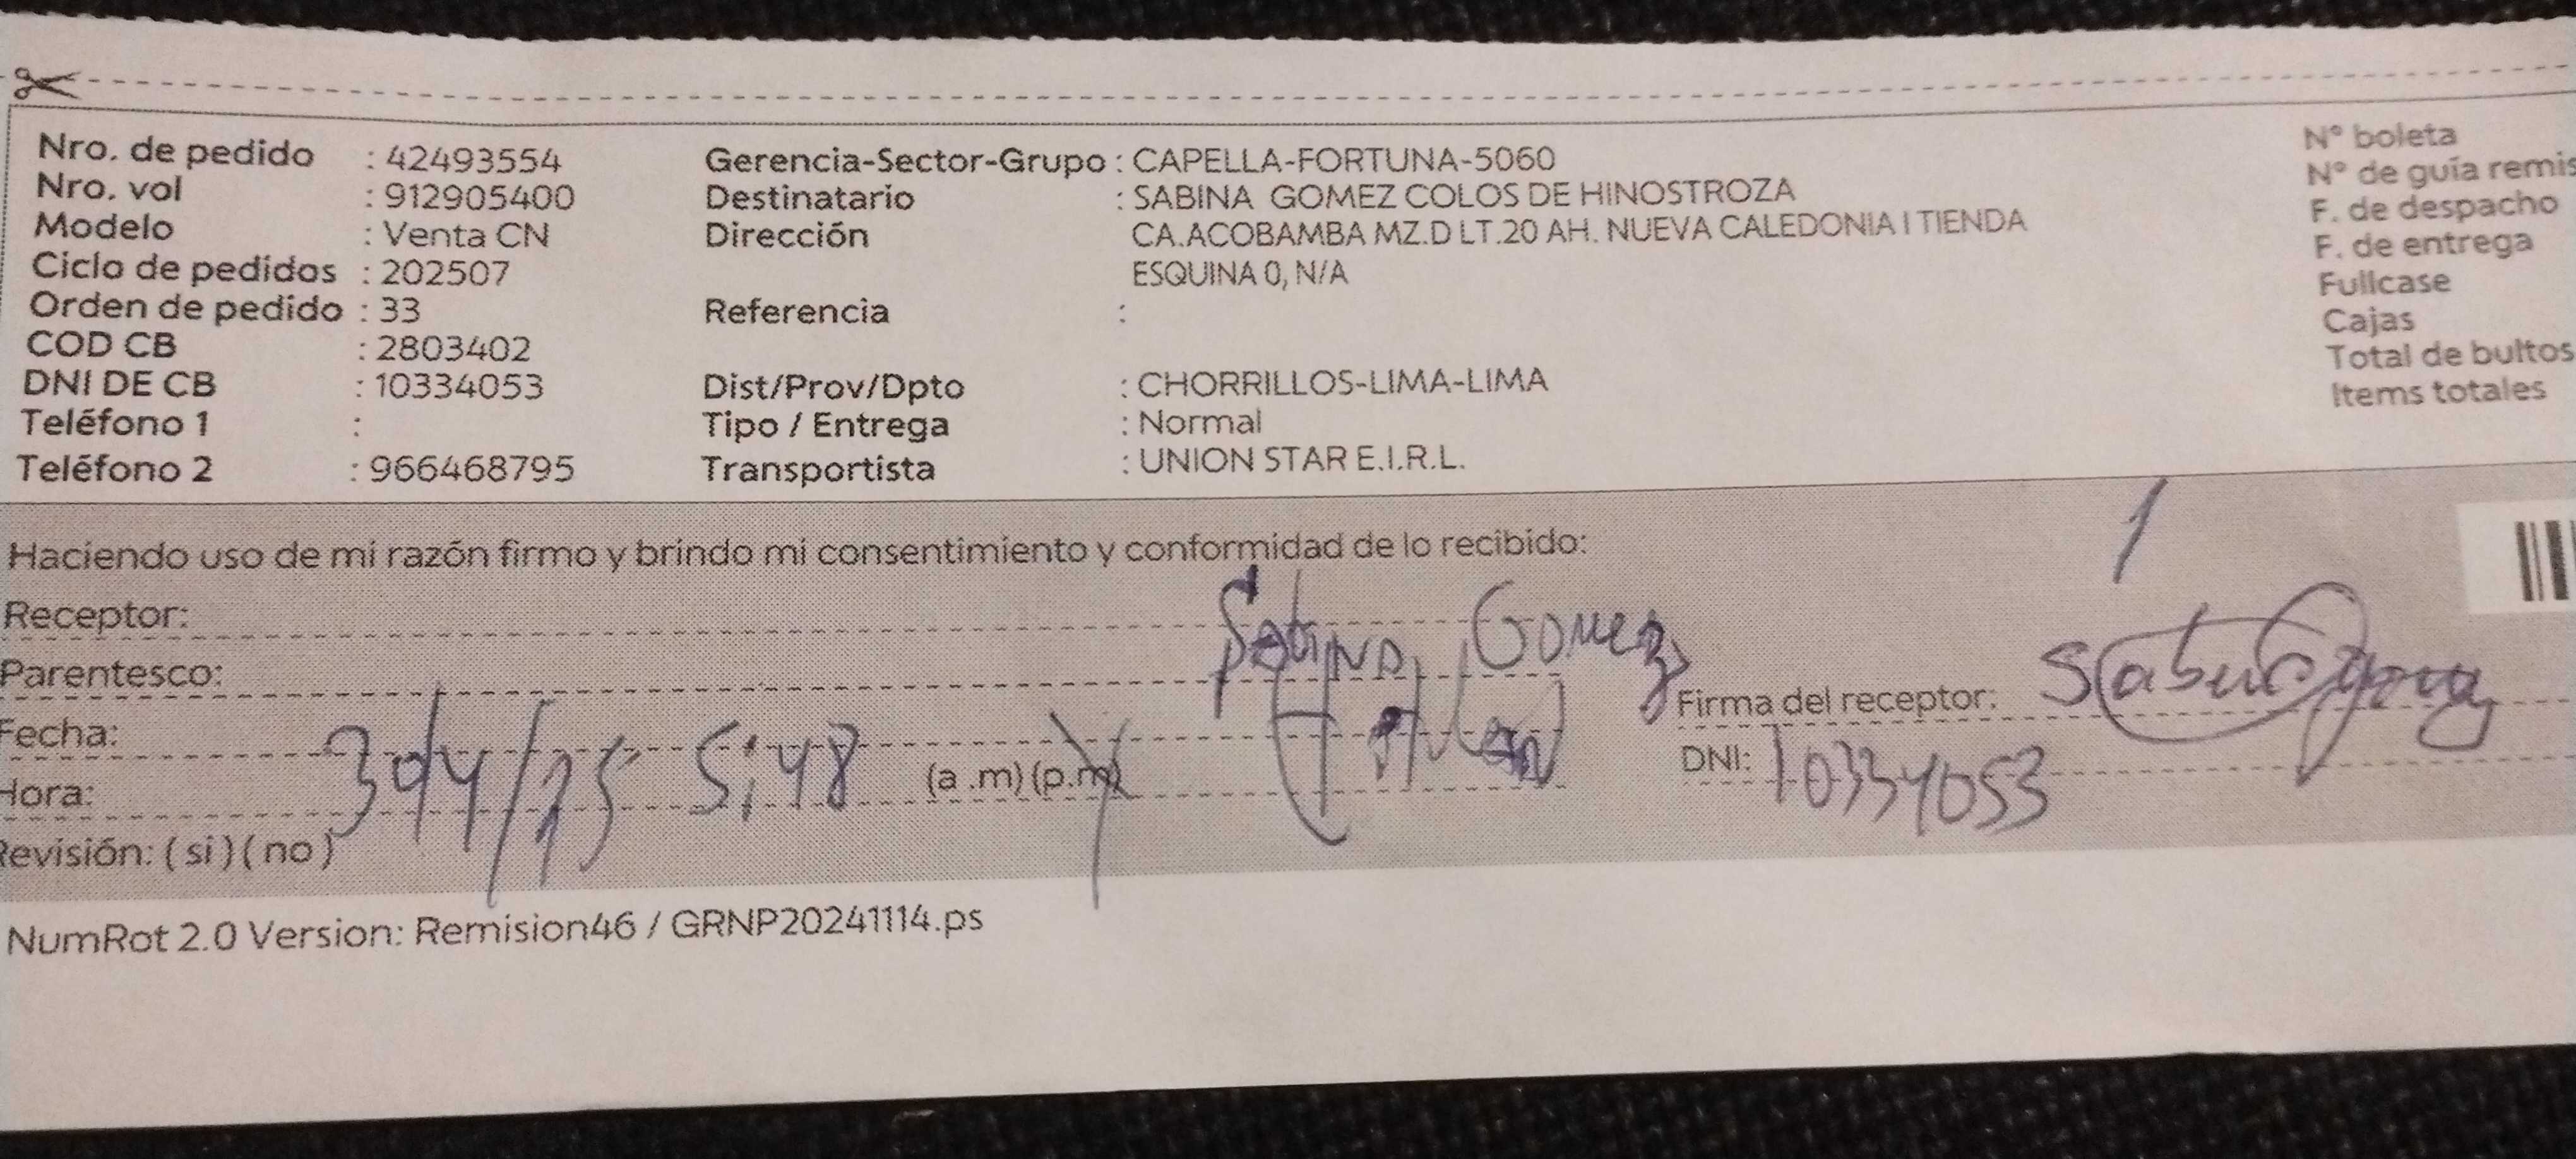 Nro. de pedido : 42493554 Gerencia-Sector-Grupo : CAPELLA-FORTUNA-5060 N° boleta
Nro. vol : 912905400 Destinatario : SABINA GOMEZ COLOS DE HINOSTROZA N° de guía remis
Modelo : Venta CN Dirección CA.ACOBAMBA MZ.D LT.20 AH. NUEVA CALEDONIA I TIENDA F. de despacho
Ciclo de pedidos : 202507 ESQUINA 0, N/A F. de entrega
Orden de pedido : 33 Referencia : Fullcase
COD CB : 2803402 Cajas
DNI DE CB : 10334053 Dist/Prov/Dpto : CHORRILLOS-LIMA-LIMA Total de bultos
Teléfono 1 : Tipo / Entrega : Normal Items totales
Teléfono 2 : 966468795 Transportista : UNION STAR E.I.R.L.
1
Haciendo uso de mi razón firmo y brindo mi consentimiento y conformidad de lo recibido:
Receptor: Sabina Gomez
Parentesco:
Fecha: 30/4/25 Firma del receptor:
Hora: 5:48 (a .m) (p.m) DNI: 10334053
Revisión: ( si ) ( no )
NumRot 2.0 Version: Remision46 / GRNP20241114.ps